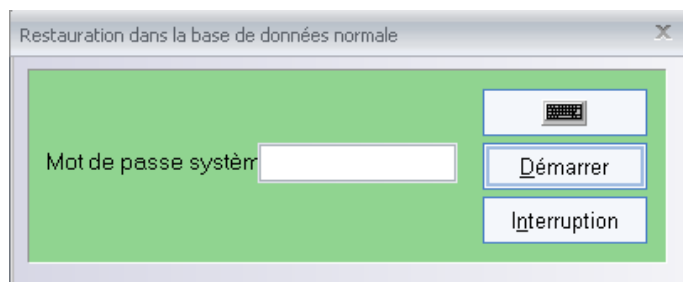 Restauration dans la base de données normale
Mot de passe systèm
Démarrer
Interruption